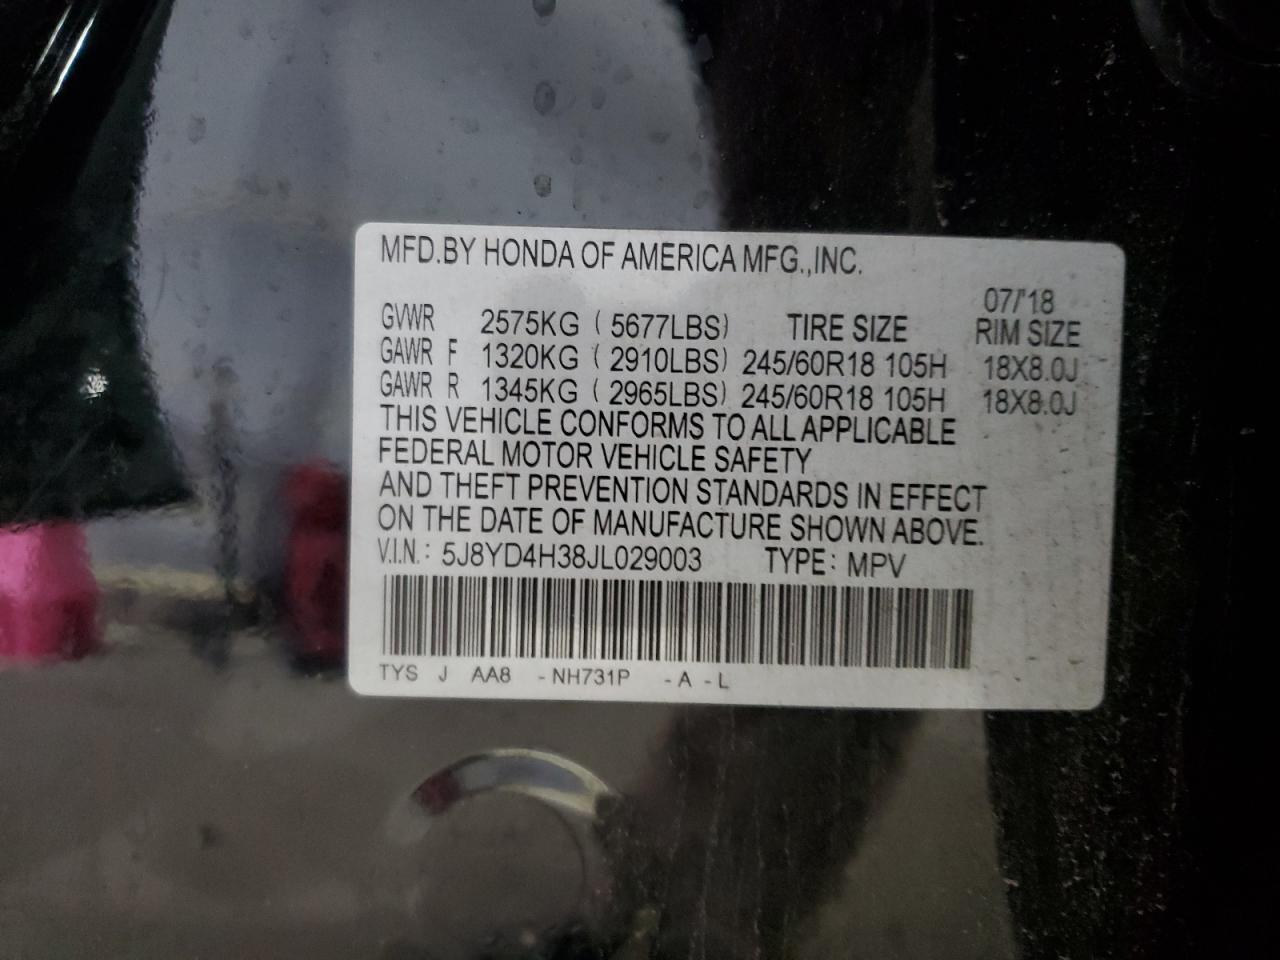 MFD.BY HONDA OF AMERICA MFG.,INC.
07/'18
GVWR 2575KG ( 5677LBS) TIRE SIZE RIM SIZE
GAWR F 1320KG ( 2910LBS) 245/60R18 105H 18X8.0J
GAWR R 1345KG ( 2965LBS) 245/60R18 105H 18X8.0J
THIS VEHICLE CONFORMS TO ALL APPLICABLE
FEDERAL MOTOR VEHICLE SAFETY
AND THEFT PREVENTION STANDARDS IN EFFECT
ON THE DATE OF MANUFACTURE SHOWN ABOVE.
V.I.N.: 5J8YD4H38JL029003 TYPE: MPV
TYS J AA8 - NH731P - A - L